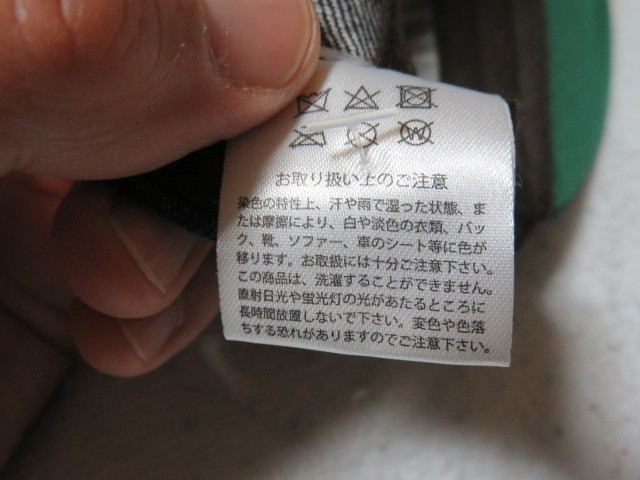 お取り扱い上のご注意
染色の特性上、汗や雨で湿った状態、ま
たは摩擦により、白や淡色の衣類、バッ
ク、靴、ソファー、車のシート等に色が
移ります。お取扱には十分ご注意下さい。
この商品は、洗濯することができません。
直射日光や蛍光灯の光があたるところに
長時間放置しないで下さい。変色や色落
ちする恐れがありますのでご注意下さい。